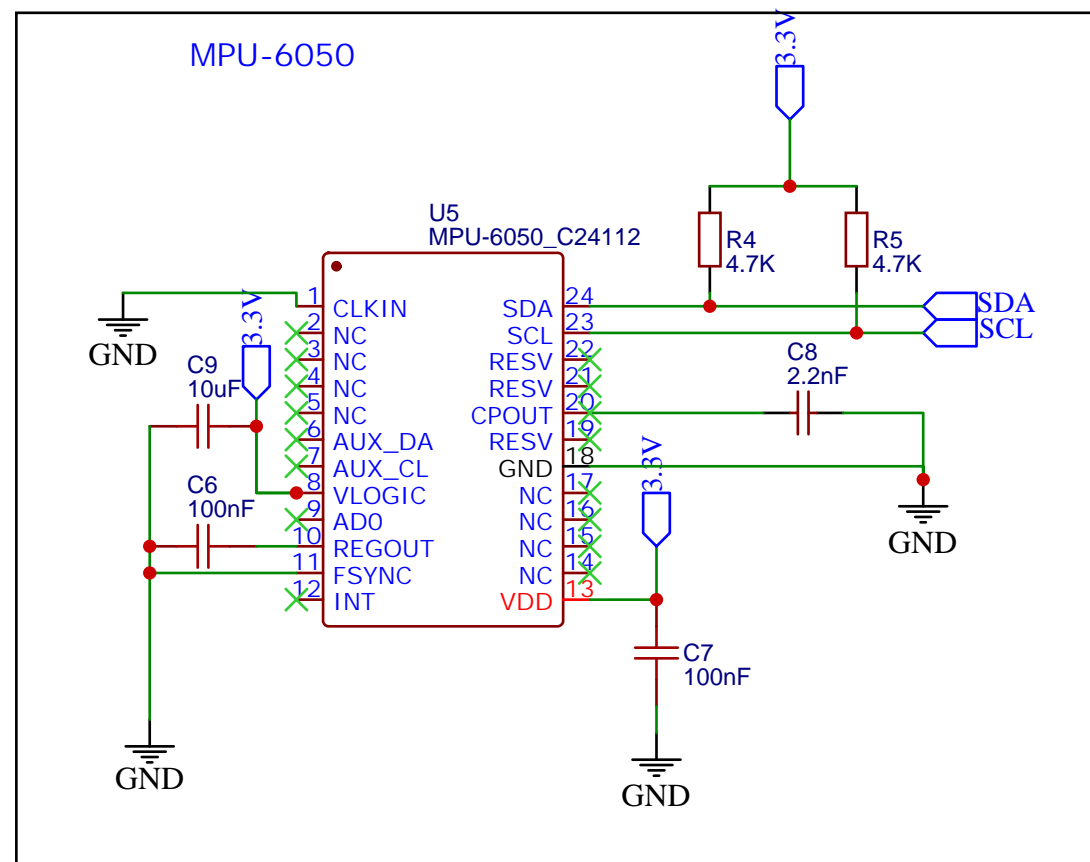 MPU-6050
3.3V
U5
MPU-6050_C24112
R4
4.7K
R5
4.7K
1 CLKIN
2 NC
3 NC
4 NC
5 NC
6 AUX_DA
7 AUX_CL
8 VLOGIC
9 AD0
10 REGOUT
11 FSYNC
12 INT
SDA 24
SCL 23
RESV 22
RESV 21
CPOUT 20
RESV 19
GND 18
NC 17
NC 16
NC 15
NC 14
VDD 13
SDA
SCL
GND
3.3V
C9
10uF
C6
100nF
GND
C8
2.2nF
GND
3.3V
C7
100nF
GND